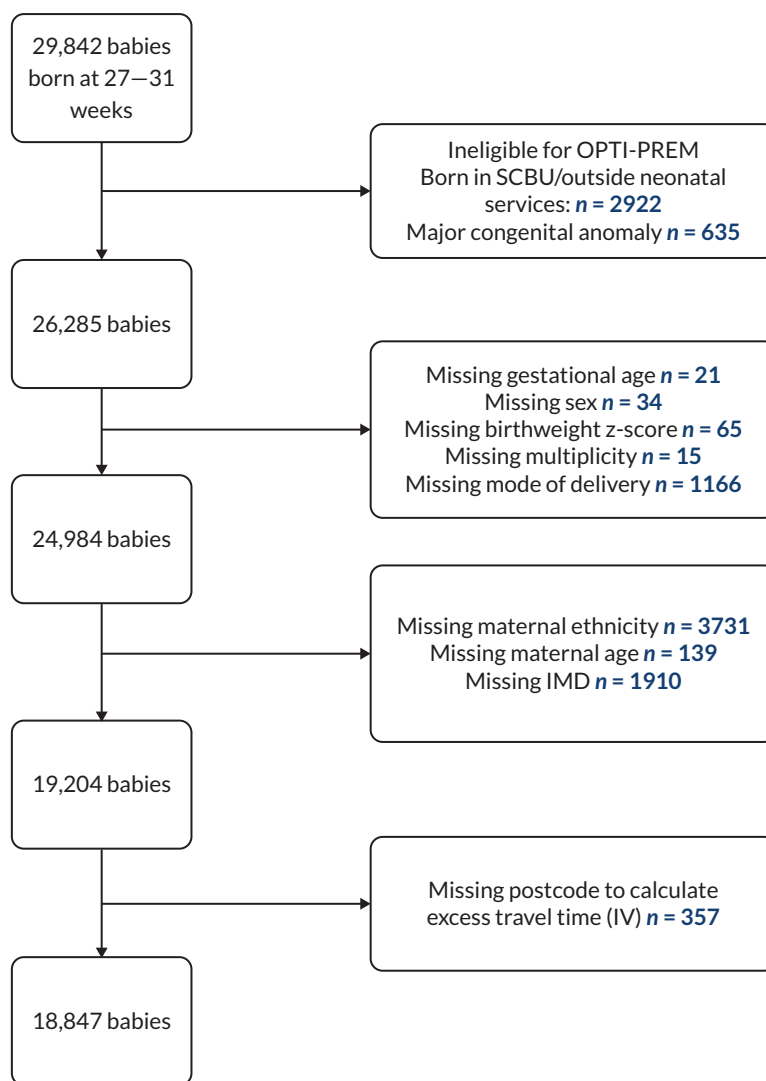 29,842 babies
born at 27—31
weeks
Ineligible for OPTI-PREM
Born in SCBU/outside neonatal
services: n = 2922
Major congenital anomaly n = 635
26,285 babies
Missing gestational age n = 21
Missing sex n = 34
Missing birthweight z-score n = 65
Missing multiplicity n = 15
Missing mode of delivery n = 1166
24,984 babies
Missing maternal ethnicity n = 3731
Missing maternal age n = 139
Missing IMD n = 1910
19,204 babies
Missing postcode to calculate
excess travel time (IV) n = 357
18,847 babies